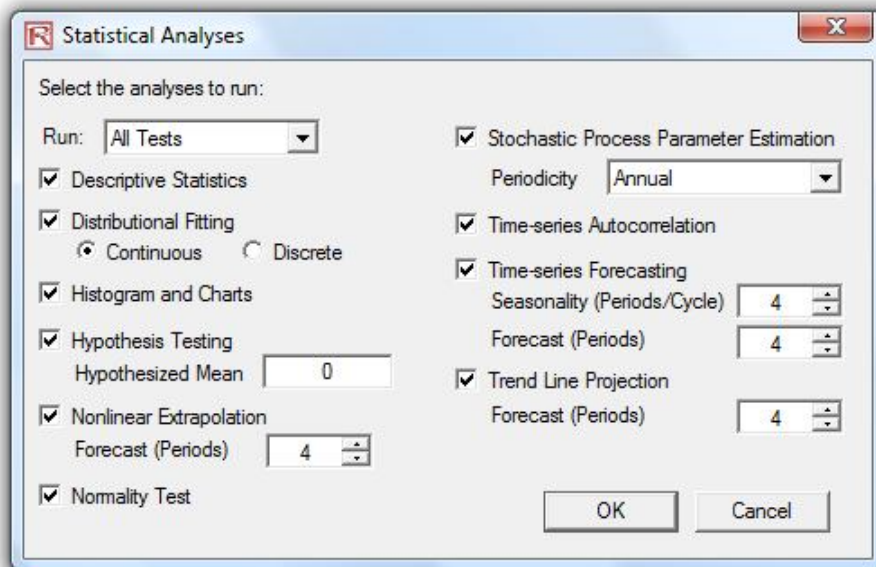 Statistical Analyses
Select the analyses to run:
Run: All Tests
Descriptive Statistics
Distributional Fitting
Continuous Discrete
Histogram and Charts
Hypothesis Testing
Hypothesized Mean 0
Nonlinear Extrapolation
Forecast (Periods) 4
Normality Test
Stochastic Process Parameter Estimation
Periodicity Annual
Time-series Autocorrelation
Time-series Forecasting
Seasonality (Periods/Cycle) 4
Forecast (Periods) 4
Trend Line Projection
Forecast (Periods) 4
OK Cancel